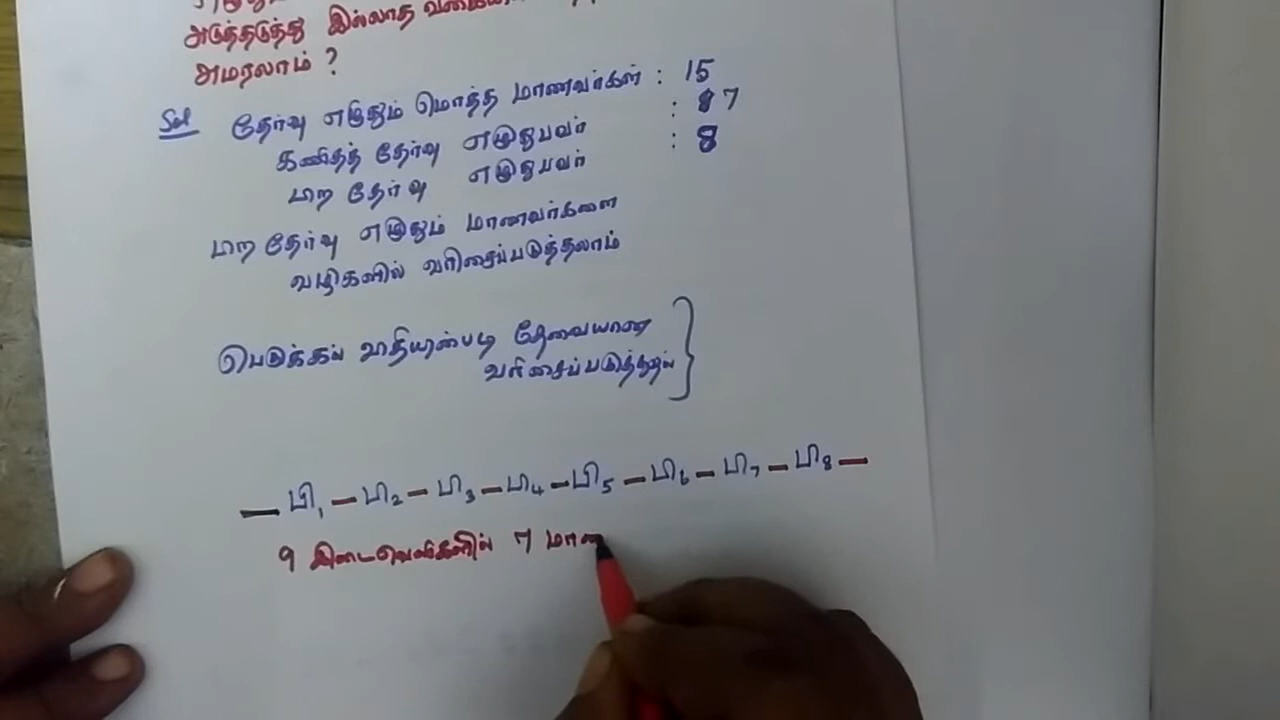 அடுத்தடுத்து இல்லாத
அமரலாம் ?
Sol தேர்வு எழுதும் மொத்த மாணவர்கள் : 15
கணிதத் தேர்வு எழுதுபவர் : 7
பிற தேர்வு எழுதுபவர் : 8
பிற தேர்வு எழுதும் மாணவர்களை
வழிகளில் வரிசைப்படுத்தலாம்
பெருக்கல் விதியின்படி தேவையான
வரிசைப்படுத்துதல் }
_ பி₁ _ பி₂ _ பி₃ _ பி₄ _ பி₅ _ பி₆ _ பி₇ _ பி₈ _
9 இடைவெளிகளில் 7 மாண